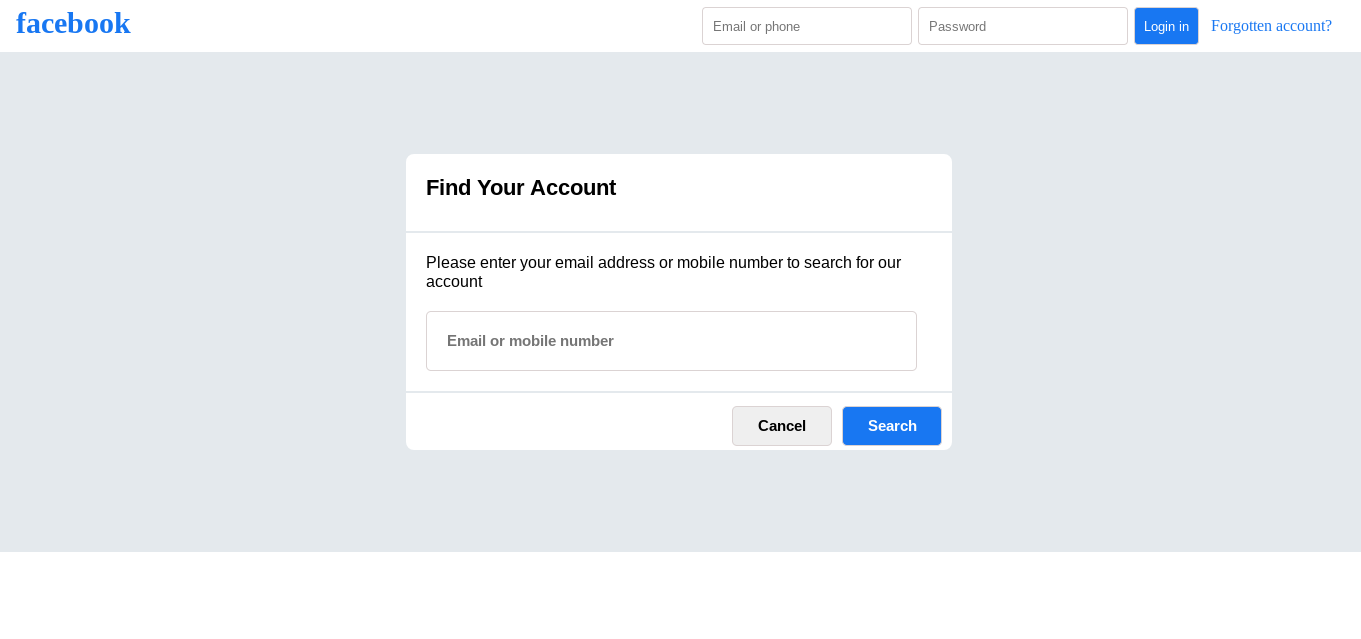 facebook
Email or phone
Password
Login in
Forgotten account?
Find Your Account
Please enter your email address or mobile number to search for our
account
Email or mobile number
Cancel
Search